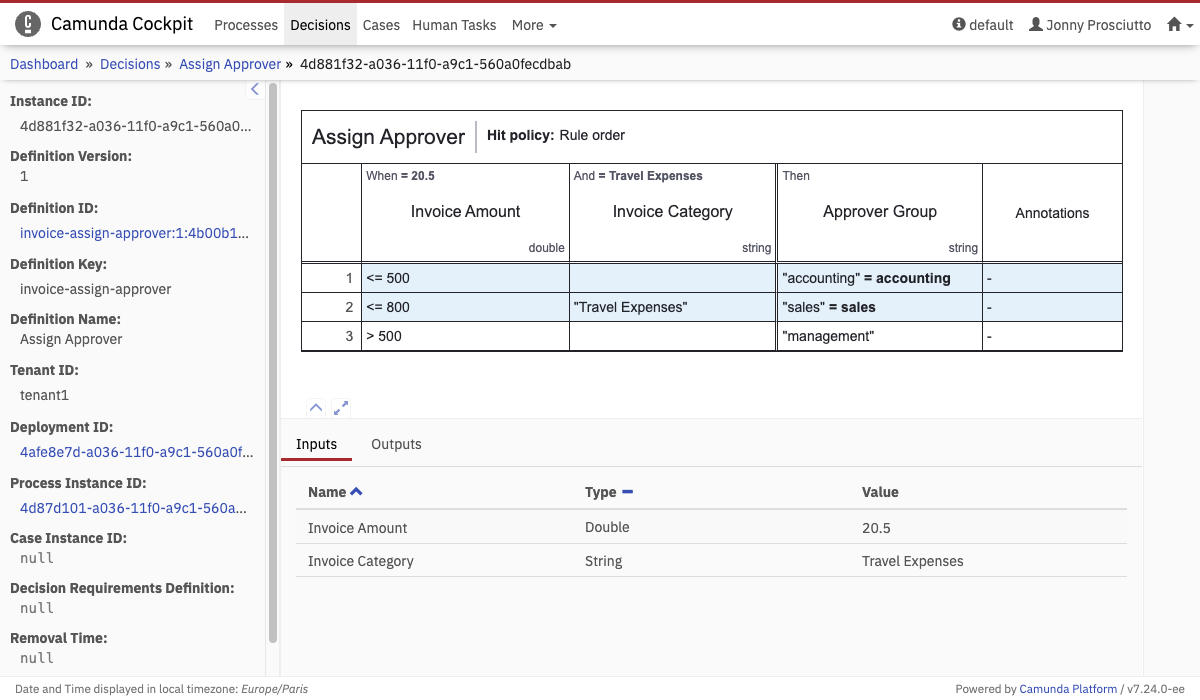 Camunda Cockpit Processes Decisions Cases Human Tasks More default Jonny Prosciutto
Dashboard » Decisions » Assign Approver » 4d881f32-a036-11f0-a9c1-560a0fecdbab
Instance ID:
4d881f32-a036-11f0-a9c1-560a0...
Definition Version:
1
Definition ID:
invoice-assign-approver:1:4b00b1...
Definition Key:
invoice-assign-approver
Definition Name:
Assign Approver
Tenant ID:
tenant1
Deployment ID:
4afe8e7d-a036-11f0-a9c1-560a0f...
Process Instance ID:
4d87d101-a036-11f0-a9c1-560a...
Case Instance ID:
null
Decision Requirements Definition:
null
Removal Time:
null
Assign Approver Hit policy: Rule order
When = 20.5 And = Travel Expenses Then
Invoice Amount Invoice Category Approver Group Annotations
double string string
1 <= 500 "accounting" = accounting -
2 <= 800 "Travel Expenses" "sales" = sales -
3 > 500 "management" -
Inputs Outputs
Name Type Value
Invoice Amount Double 20.5
Invoice Category String Travel Expenses
Date and Time displayed in local timezone: Europe/Paris
Powered by Camunda Platform / v7.24.0-ee